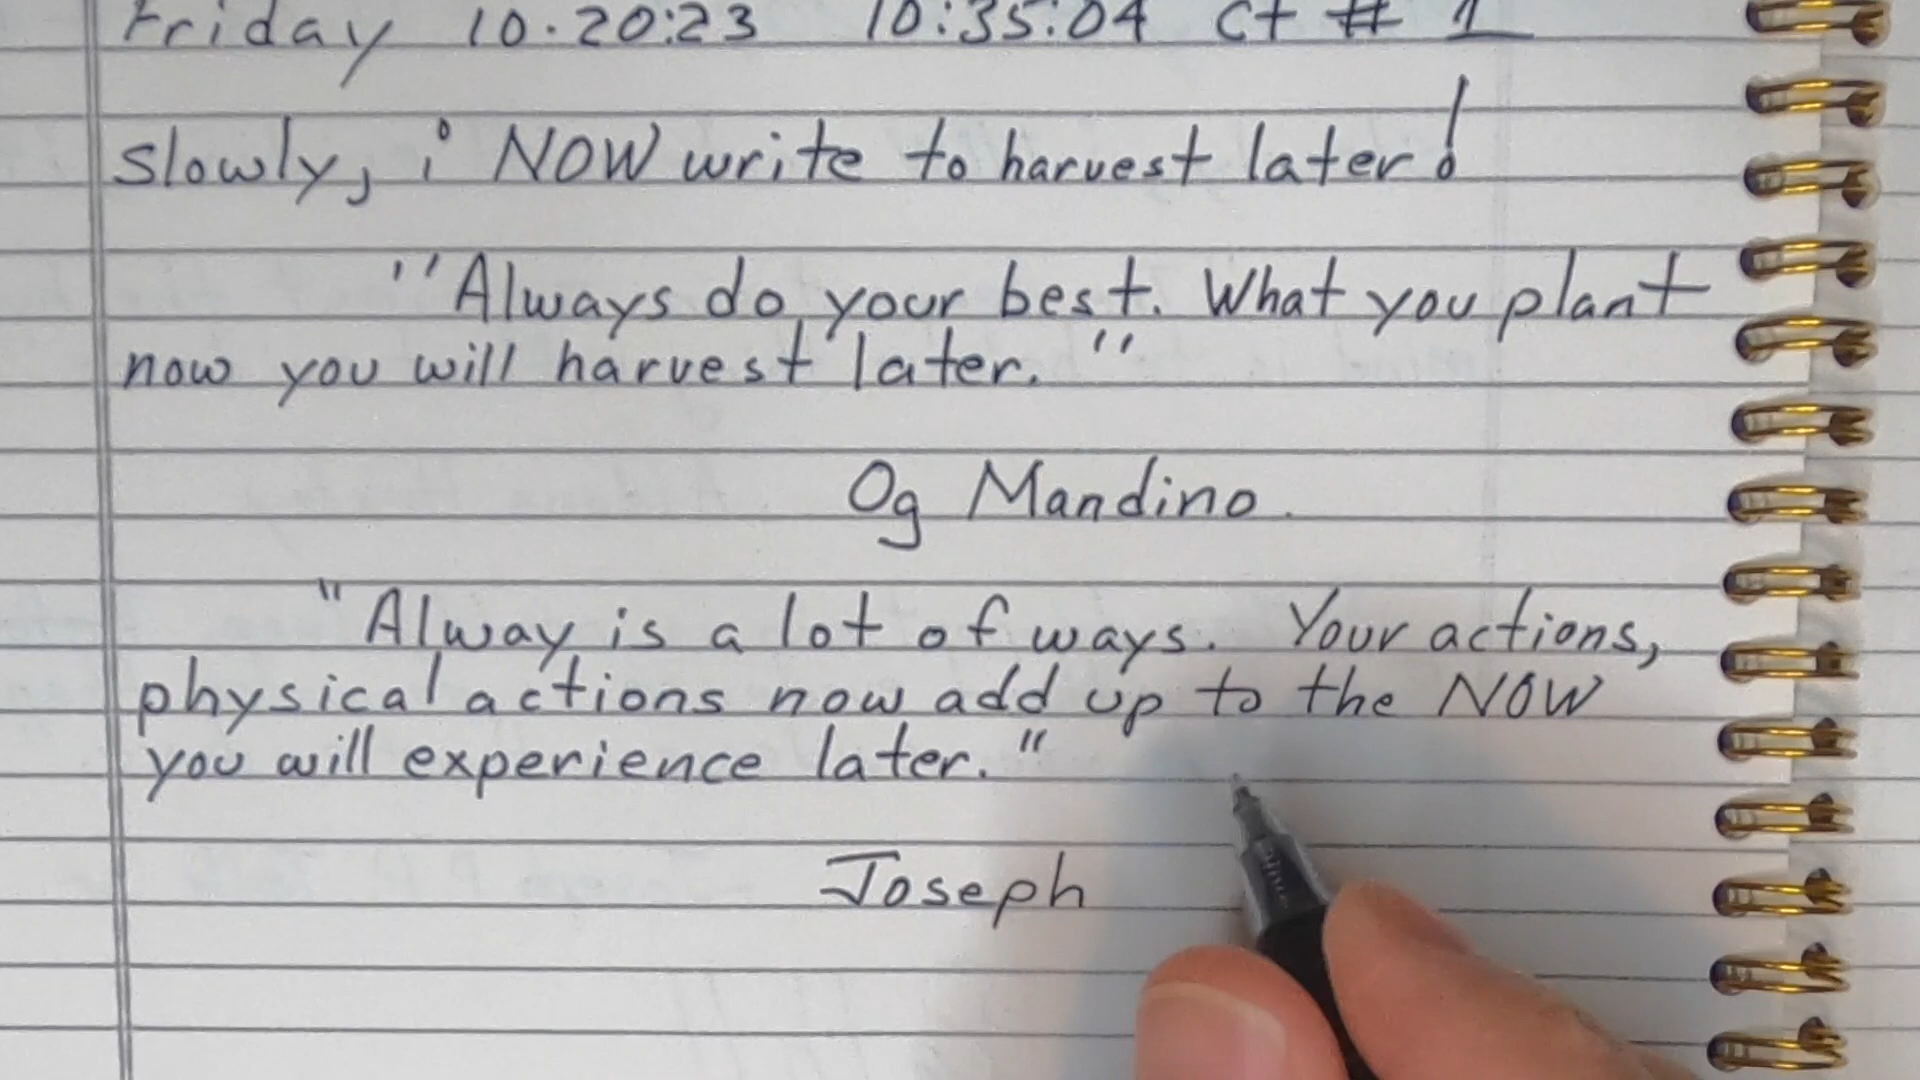 Friday 10.20:23 10:35:04 Ct # 1
slowly, i NOW write to harvest later!
"Always do your best. What you plant
now you will harvest later."
Og Mandino.
"Alway is a lot of ways. Your actions,
physical actions now add up to the NOW
you will experience later."
Joseph